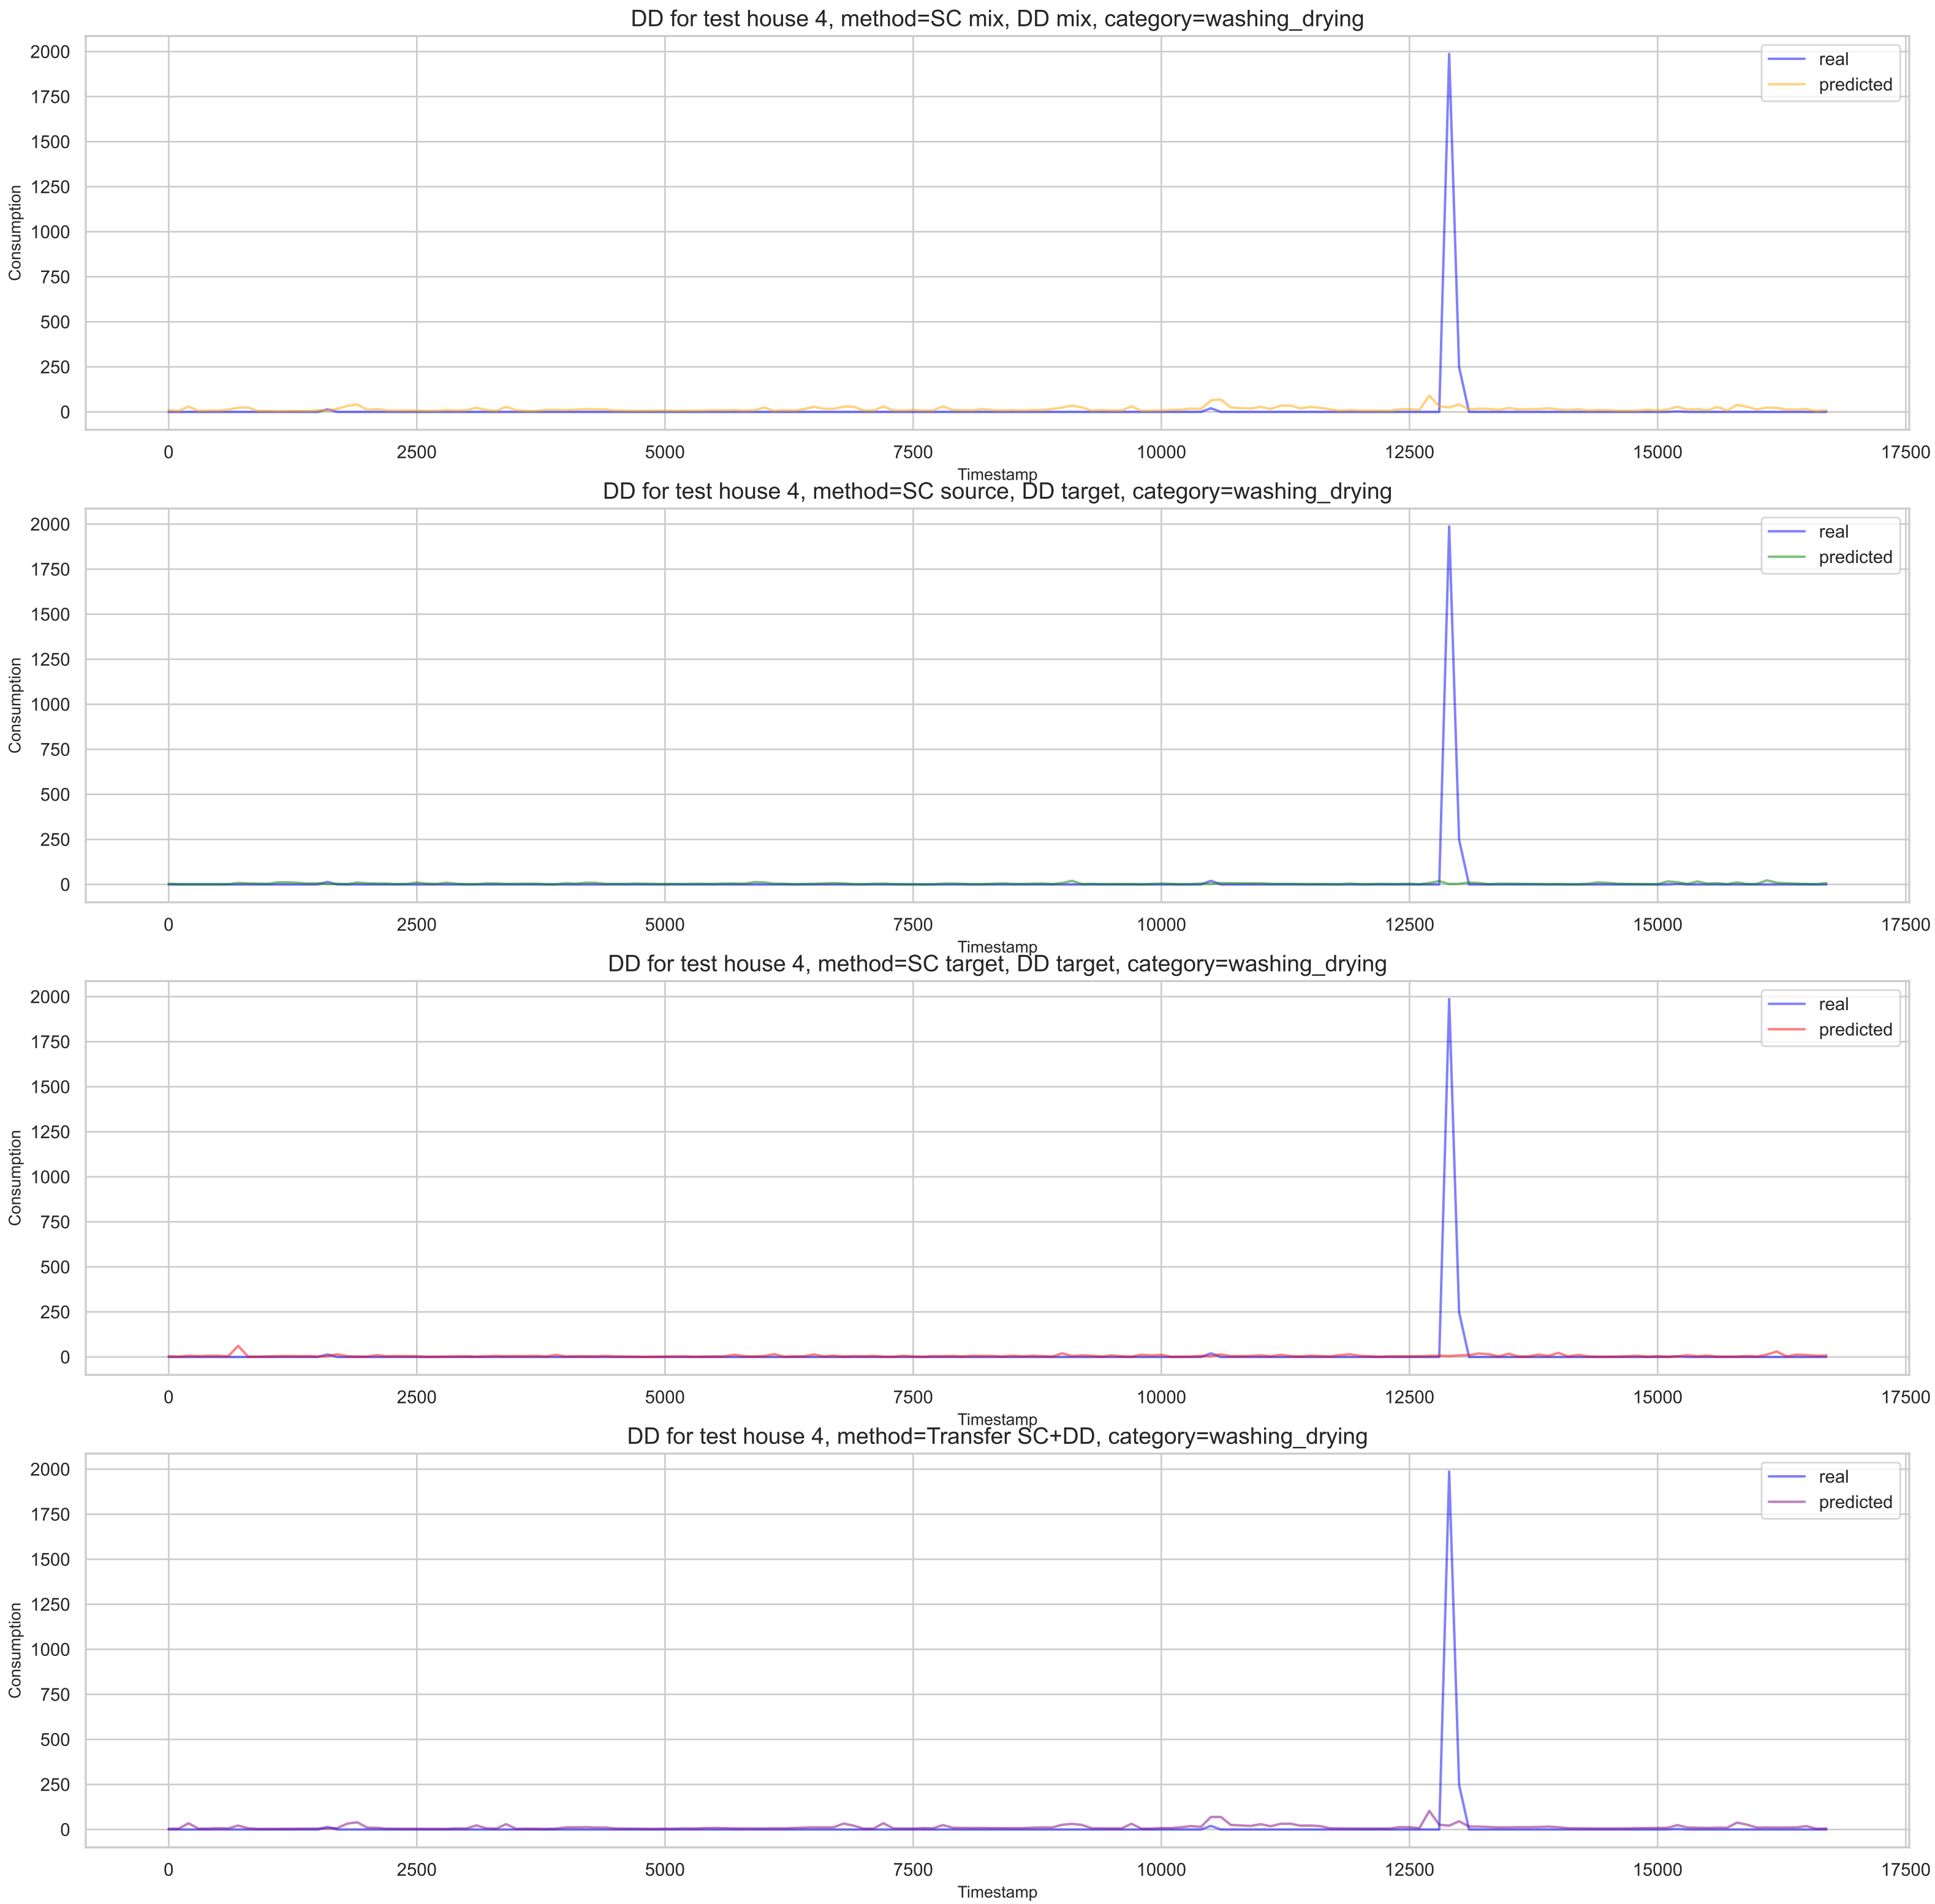 DD for test house 4, method=SC mix, DD mix, category=washing_drying
2000
1750
1500
1250
1000
750
500
250
0
Consumption
real
predicted
0 2500 5000 7500 10000 12500 15000 17500
Timestamp
DD for test house 4, method=SC source, DD target, category=washing_drying
2000
1750
1500
1250
1000
750
500
250
0
Consumption
real
predicted
0 2500 5000 7500 10000 12500 15000 17500
Timestamp
DD for test house 4, method=SC target, DD target, category=washing_drying
2000
1750
1500
1250
1000
750
500
250
0
Consumption
real
predicted
0 2500 5000 7500 10000 12500 15000 17500
Timestamp
DD for test house 4, method=Transfer SC+DD, category=washing_drying
2000
1750
1500
1250
1000
750
500
250
0
Consumption
real
predicted
0 2500 5000 7500 10000 12500 15000 17500
Timestamp